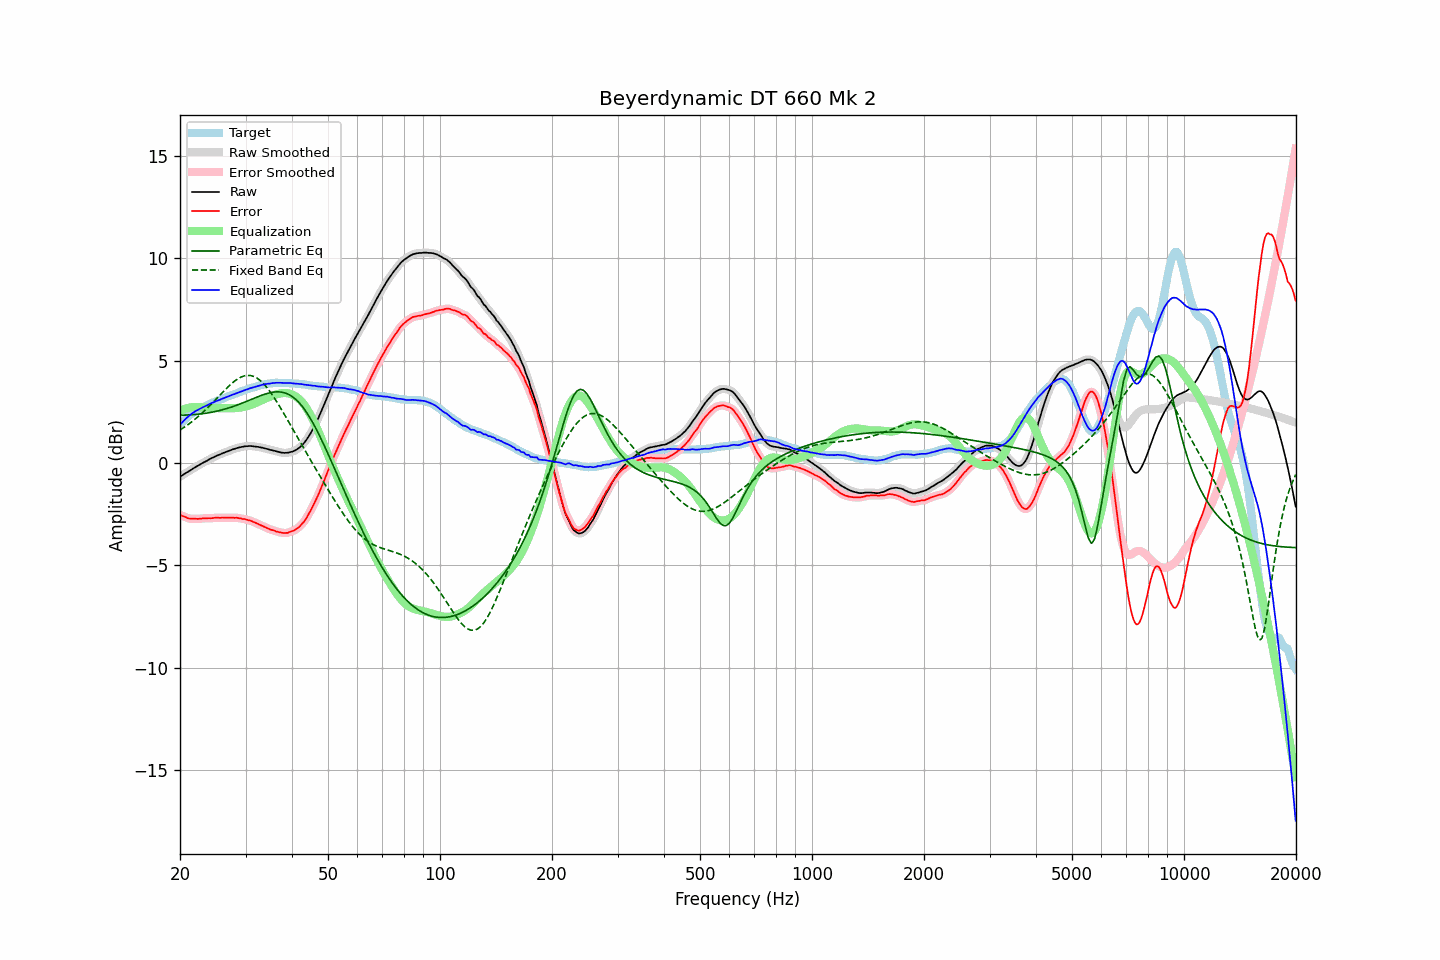 Beyerdynamic DT 660 Mk 2
Target
Raw Smoothed
Error Smoothed
Raw
Error
Equalization
Parametric Eq
Fixed Band Eq
Equalized
Amplitude (dBr)
15
10
5
0
−5
−10
−15
20 50 100 200 500 1000 2000 5000 10000 20000
Frequency (Hz)